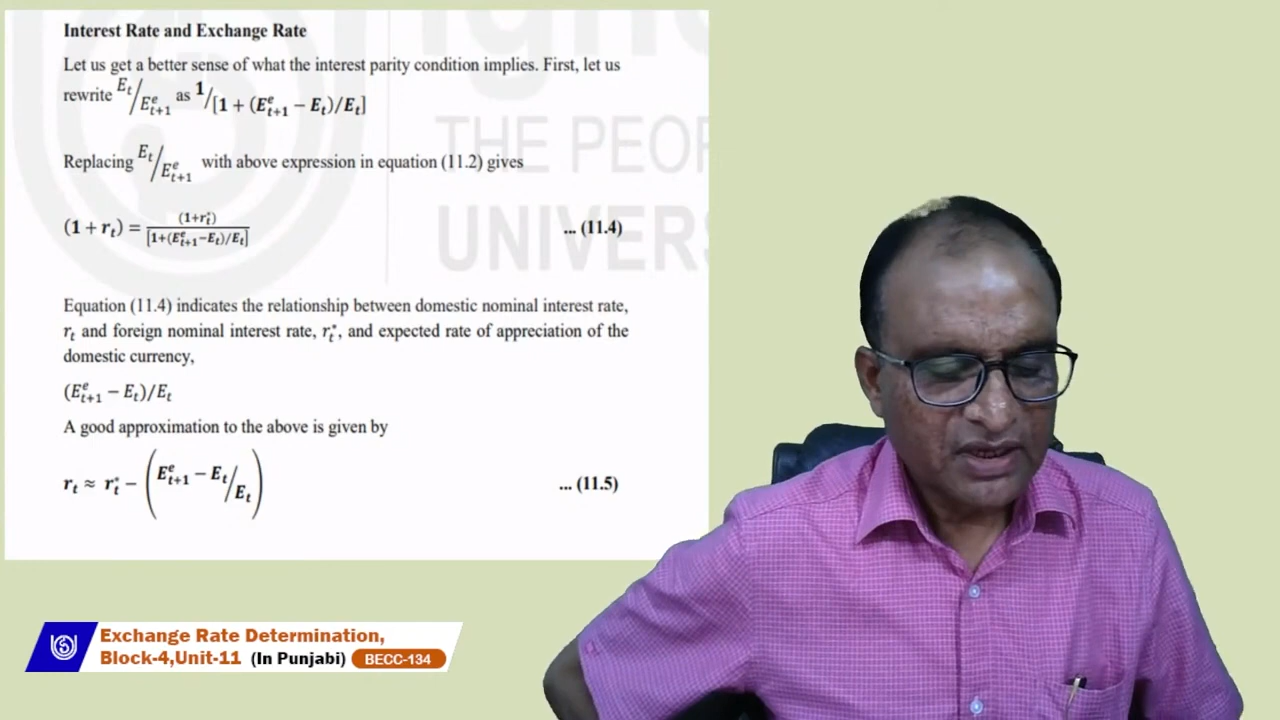 Interest Rate and Exchange Rate
Let us get a better sense of what the interest parity condition implies. First, let us
rewrite E_t/E^e_{t+1} as 1/[1 + (E^e_{t+1} − E_t)/E_t]
Replacing E_t/E^e_{t+1} with above expression in equation (11.2) gives
(1 + r_t) = (1+r^*_t)/[1+(E^e_{t+1}−E_t)/E_t] ... (11.4)
Equation (11.4) indicates the relationship between domestic nominal interest rate,
r_t and foreign nominal interest rate, r^*_t, and expected rate of appreciation of the
domestic currency,
(E^e_{t+1} − E_t)/E_t
A good approximation to the above is given by
r_t ≈ r^*_t − (E^e_{t+1} − E_t/E_t) ... (11.5)
THE PEO
UNIVERS
Exchange Rate Determination,
Block-4,Unit-11 (In Punjabi) BECC-134